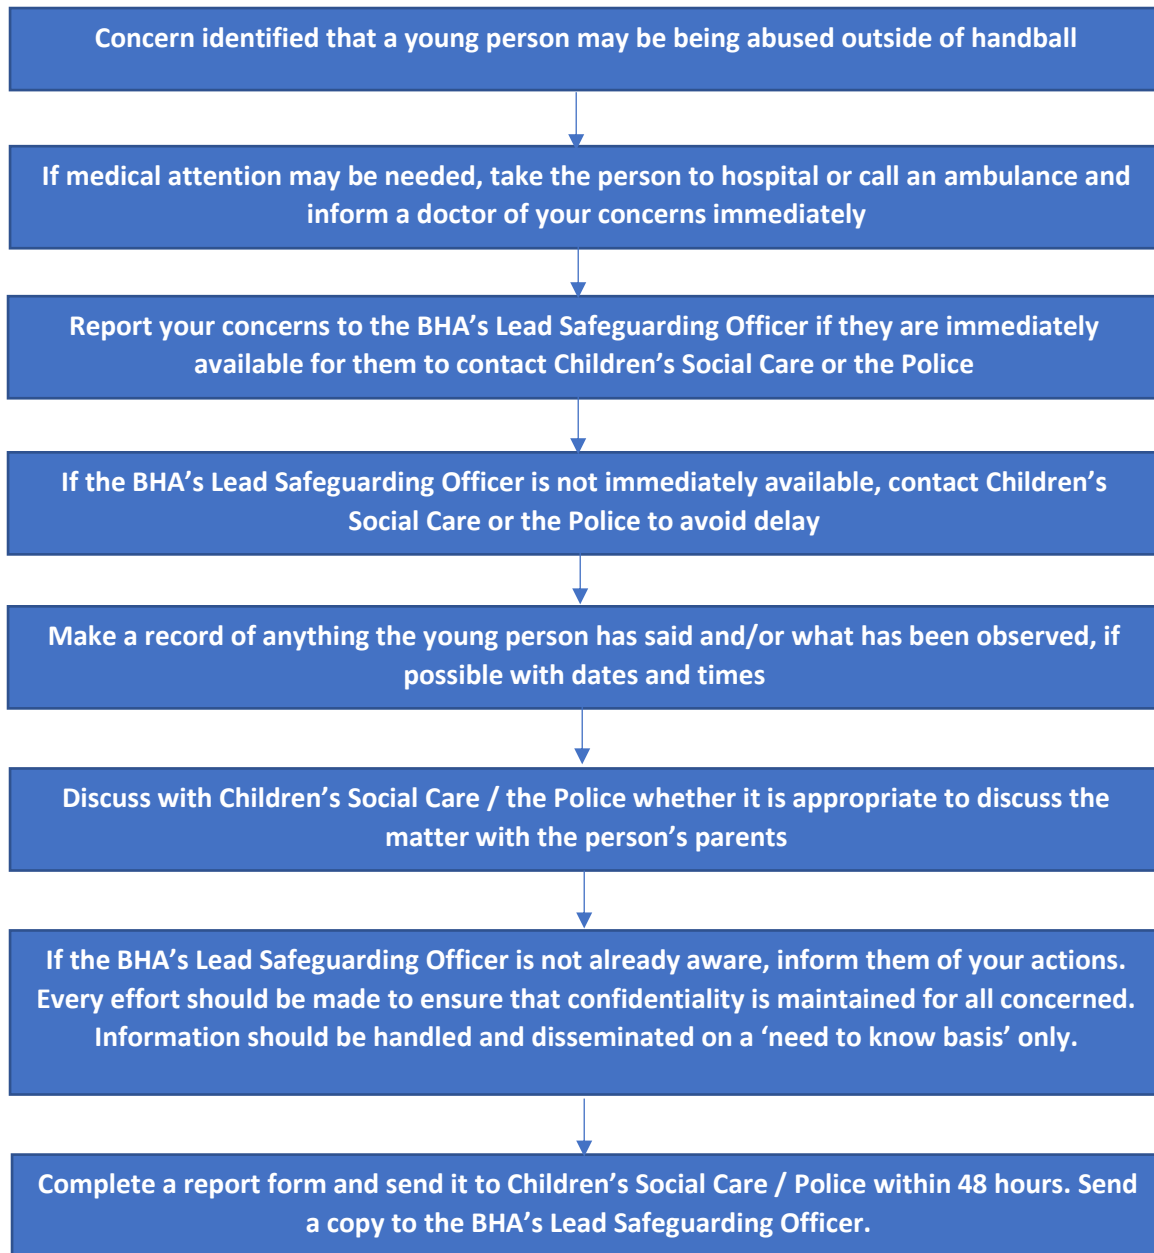 Concern identified that a young person may be being abused outside of handball
If medical attention may be needed, take the person to hospital or call an ambulance and
inform a doctor of your concerns immediately
Report your concerns to the BHA’s Lead Safeguarding Officer if they are immediately
available for them to contact Children’s Social Care or the Police
If the BHA’s Lead Safeguarding Officer is not immediately available, contact Children’s
Social Care or the Police to avoid delay
Make a record of anything the young person has said and/or what has been observed, if
possible with dates and times
Discuss with Children’s Social Care / the Police whether it is appropriate to discuss the
matter with the person’s parents
If the BHA’s Lead Safeguarding Officer is not already aware, inform them of your actions.
Every effort should be made to ensure that confidentiality is maintained for all concerned.
Information should be handled and disseminated on a ‘need to know basis’ only.
Complete a report form and send it to Children’s Social Care / Police within 48 hours. Send
a copy to the BHA’s Lead Safeguarding Officer.